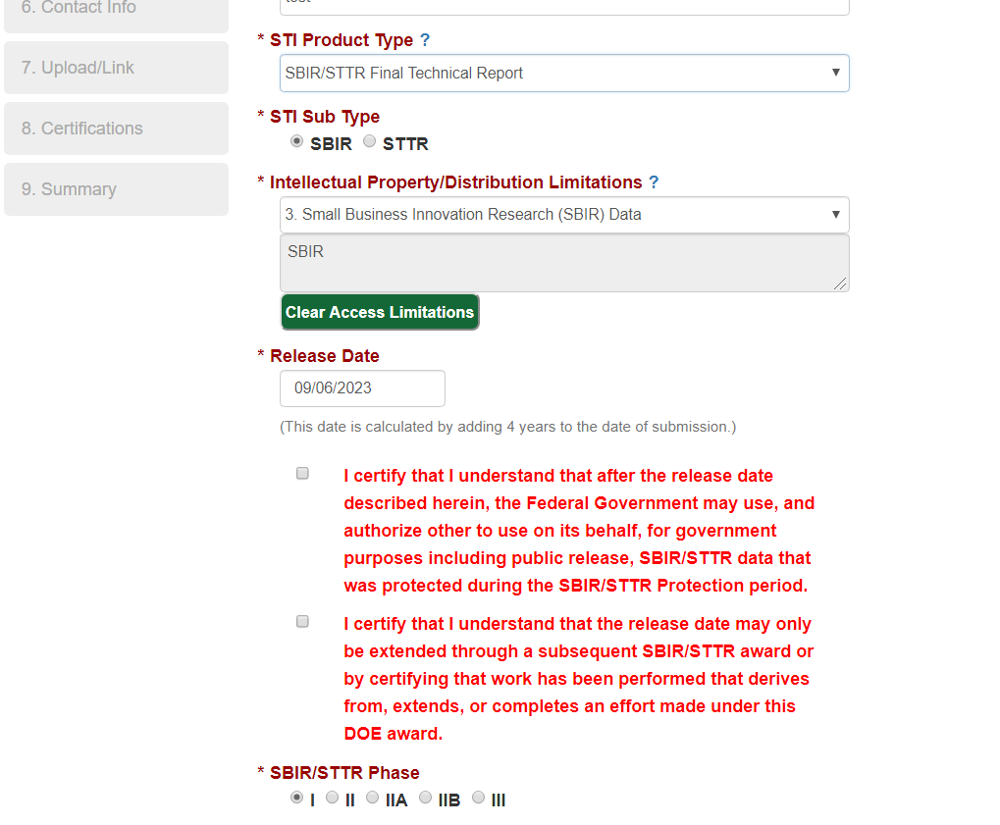 6. Contact Info
7. Upload/Link
8. Certifications
9. Summary
* STI Product Type ?
SBIR/STTR Final Technical Report
* STI Sub Type
SBIR STTR
* Intellectual Property/Distribution Limitations ?
3. Small Business Innovation Research (SBIR) Data
SBIR
Clear Access Limitations
* Release Date
09/06/2023
(This date is calculated by adding 4 years to the date of submission.)
I certify that I understand that after the release date
described herein, the Federal Government may use, and
authorize other to use on its behalf, for government
purposes including public release, SBIR/STTR data that
was protected during the SBIR/STTR Protection period.
I certify that I understand that the release date may only
be extended through a subsequent SBIR/STTR award or
by certifying that work has been performed that derives
from, extends, or completes an effort made under this
DOE award.
* SBIR/STTR Phase
I II IIA IIB III